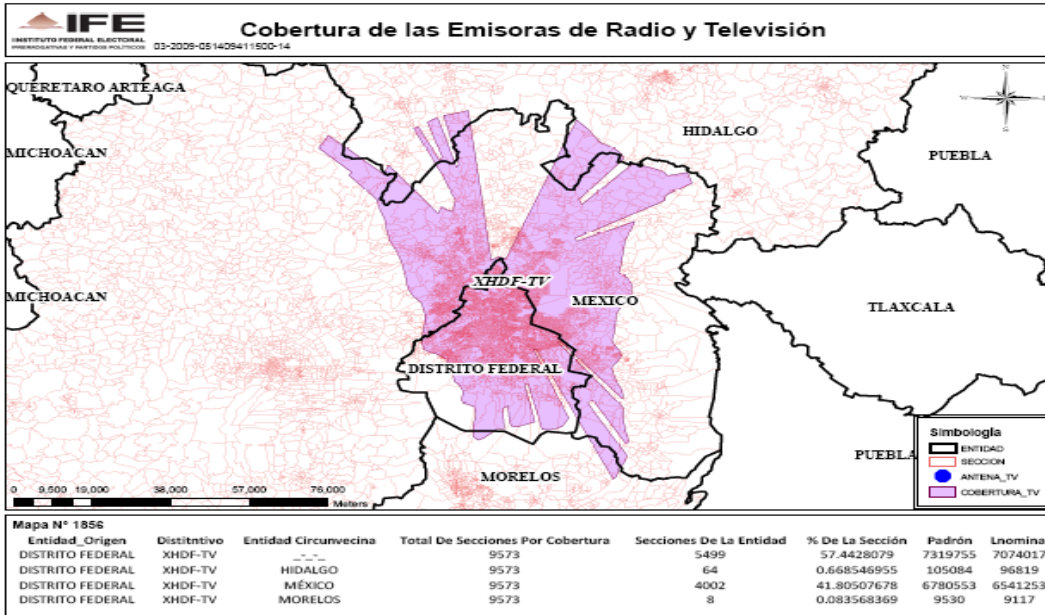 IFE
INSTITUTO FEDERAL ELECTORAL
PRERROGATIVAS Y PARTIDOS POLÍTICOS
03-2009-051409411500-14
Cobertura de las Emisoras de Radio y Televisión
QUERETARO ARTEAGA
N
W E
S
HIDALGO
MICHOACAN
PUEBLA
XHDF-TV
MICHOACAN
MEXICO
TLAXCALA
DISTRITO FEDERAL
PUEBLA
MORELOS
Simbología
ENTIDAD
SECCION
ANTENA_TV
COBERTURA_TV
0 9,500 19,000 38,000 57,000 76,000
Meters
Mapa N° 1856
Entidad_Origen Distitntivo Entidad Circunvecina Total De Secciones Por Cobertura Secciones De La Entidad % De La Sección Padrón Lnominal
DISTRITO FEDERAL XHDF-TV -.-.- 9573 5499 57.4428079 7319755 7074017
DISTRITO FEDERAL XHDF-TV HIDALGO 9573 64 0.668546955 105084 96819
DISTRITO FEDERAL XHDF-TV MÉXICO 9573 4002 41.80507678 6780553 6541253
DISTRITO FEDERAL XHDF-TV MORELOS 9573 8 0.083568369 9530 9117